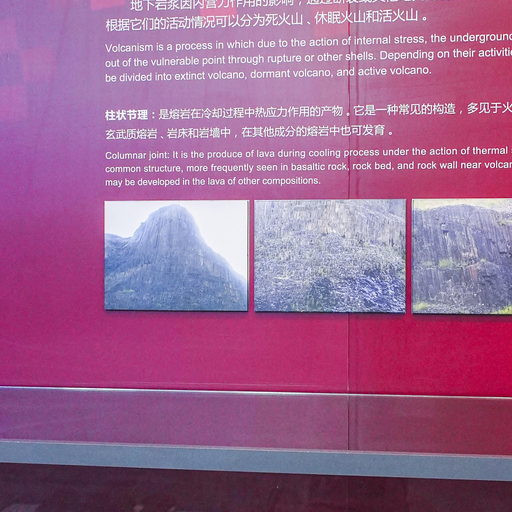 地下岩浆因内营力作用的影响，通过
根据它们的活动情况可以分为死火山、休眠火山和活火山。
Volcanism is a process in which due to the action of internal stress, the underground
out of the vulnerable point through rupture or other shells. Depending on their activitie
be divided into extinct volcano, dormant volcano, and active volcano.
柱状节理：是熔岩在冷却过程中热应力作用的产物。它是一种常见的构造，多见于火
玄武质熔岩、岩床和岩墙中，在其他成分的熔岩中也可发育。
Columnar joint: It is the produce of lava during cooling process under the action of thermal
common structure, more frequently seen in basaltic rock, rock bed, and rock wall near volcan
may be developed in the lava of other compositions.